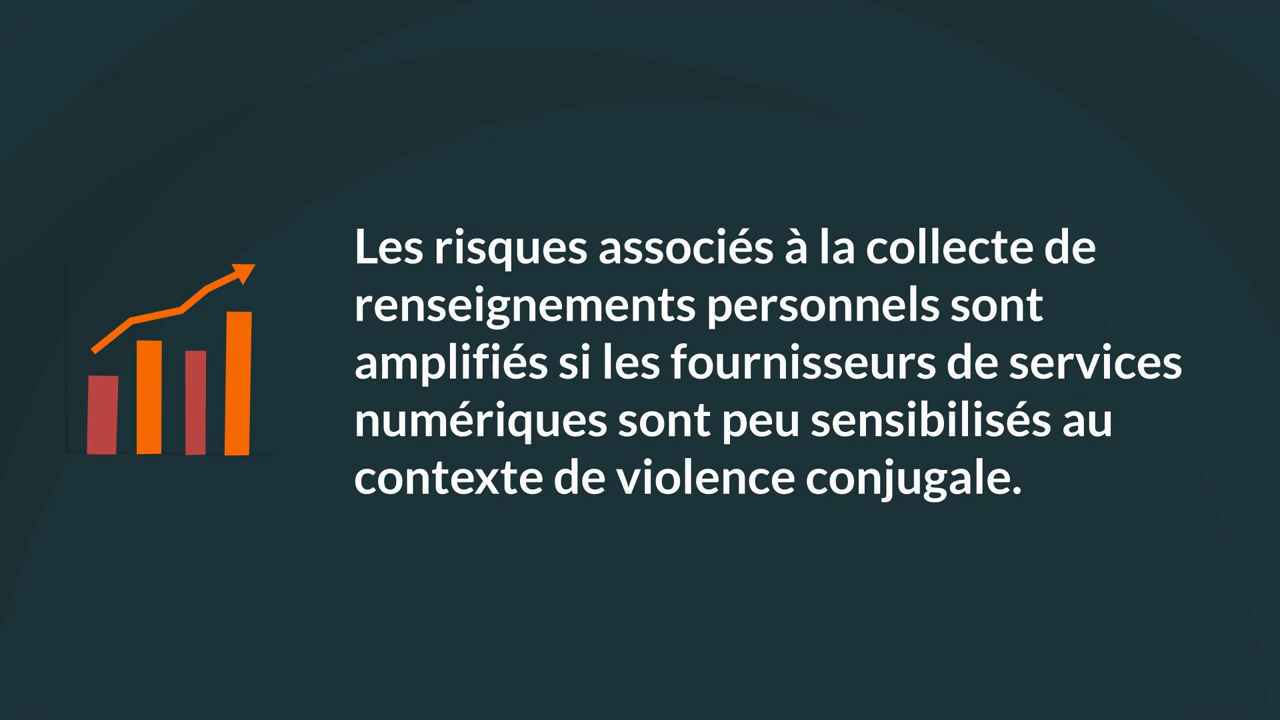 Les risques associés à la collecte de
renseignements personnels sont
amplifiés si les fournisseurs de services
numériques sont peu sensibilisés au
contexte de violence conjugale.